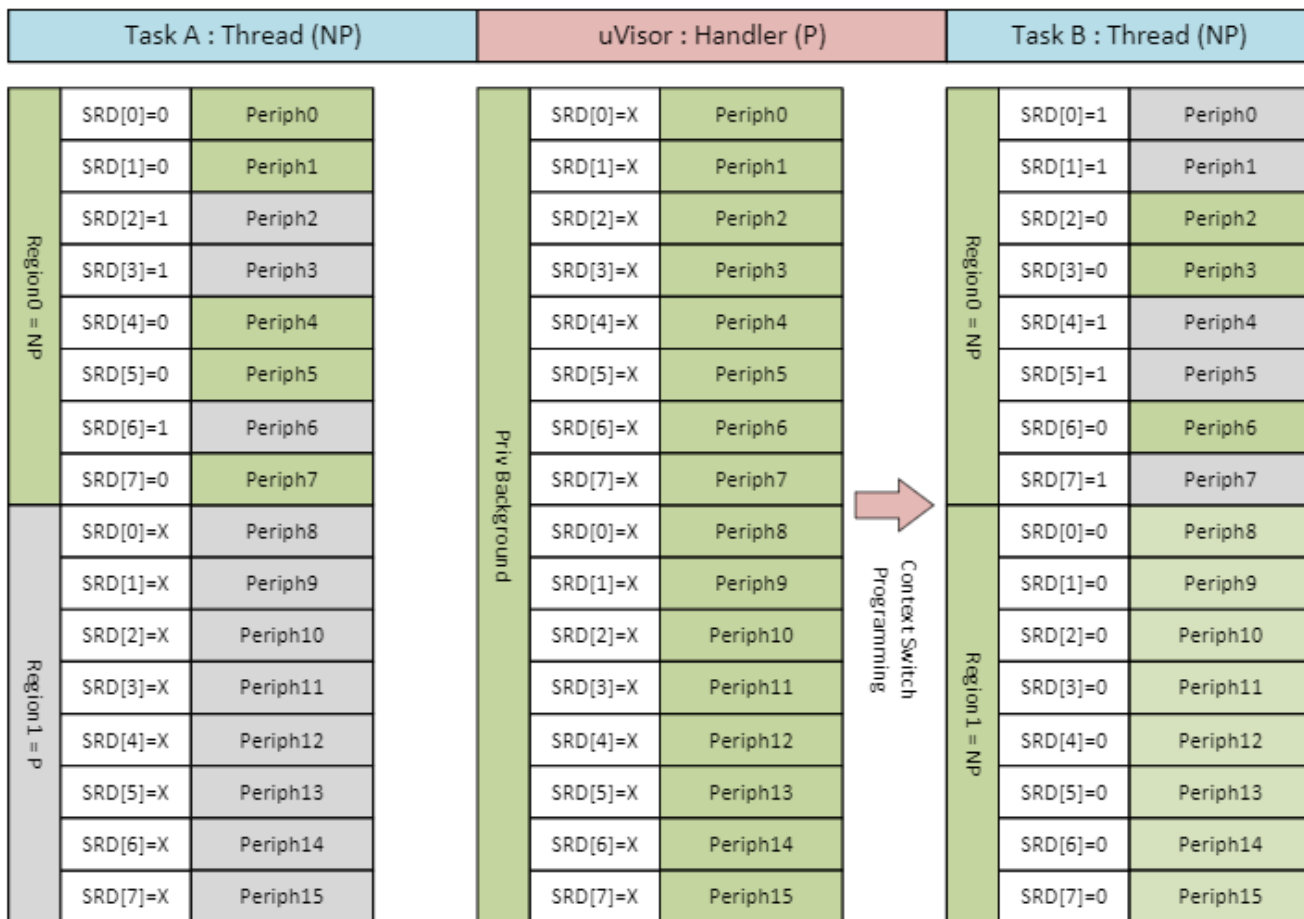 Task A : Thread (NP)
uVisor : Handler (P)
Task B : Thread (NP)
Region0 = NP
SRD[0]=0 Periph0
SRD[1]=0 Periph1
SRD[2]=1 Periph2
SRD[3]=1 Periph3
SRD[4]=0 Periph4
SRD[5]=0 Periph5
SRD[6]=1 Periph6
SRD[7]=0 Periph7
Region1 = P
SRD[0]=X Periph8
SRD[1]=X Periph9
SRD[2]=X Periph10
SRD[3]=X Periph11
SRD[4]=X Periph12
SRD[5]=X Periph13
SRD[6]=X Periph14
SRD[7]=X Periph15
Priv Background
SRD[0]=X Periph0
SRD[1]=X Periph1
SRD[2]=X Periph2
SRD[3]=X Periph3
SRD[4]=X Periph4
SRD[5]=X Periph5
SRD[6]=X Periph6
SRD[7]=X Periph7
SRD[0]=X Periph8
SRD[1]=X Periph9
SRD[2]=X Periph10
SRD[3]=X Periph11
SRD[4]=X Periph12
SRD[5]=X Periph13
SRD[6]=X Periph14
SRD[7]=X Periph15
Context Switch
Programming
Region0 = NP
SRD[0]=1 Periph0
SRD[1]=1 Periph1
SRD[2]=0 Periph2
SRD[3]=0 Periph3
SRD[4]=1 Periph4
SRD[5]=1 Periph5
SRD[6]=0 Periph6
SRD[7]=1 Periph7
Region1 = NP
SRD[0]=0 Periph8
SRD[1]=0 Periph9
SRD[2]=0 Periph10
SRD[3]=0 Periph11
SRD[4]=0 Periph12
SRD[5]=0 Periph13
SRD[6]=0 Periph14
SRD[7]=0 Periph15